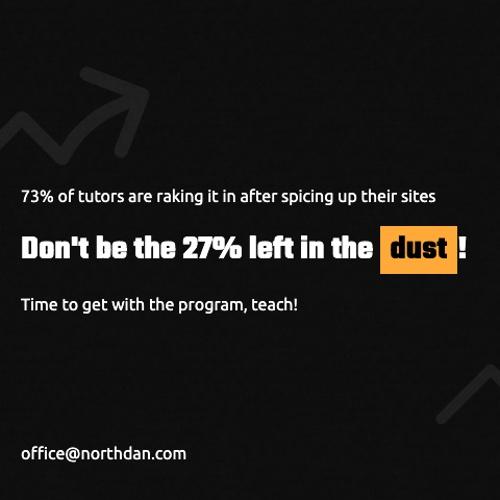 73% of tutors are raking it in after spicing up their sites
Don't be the 27% left in the dust!
Time to get with the program, teach!
office@northdan.com